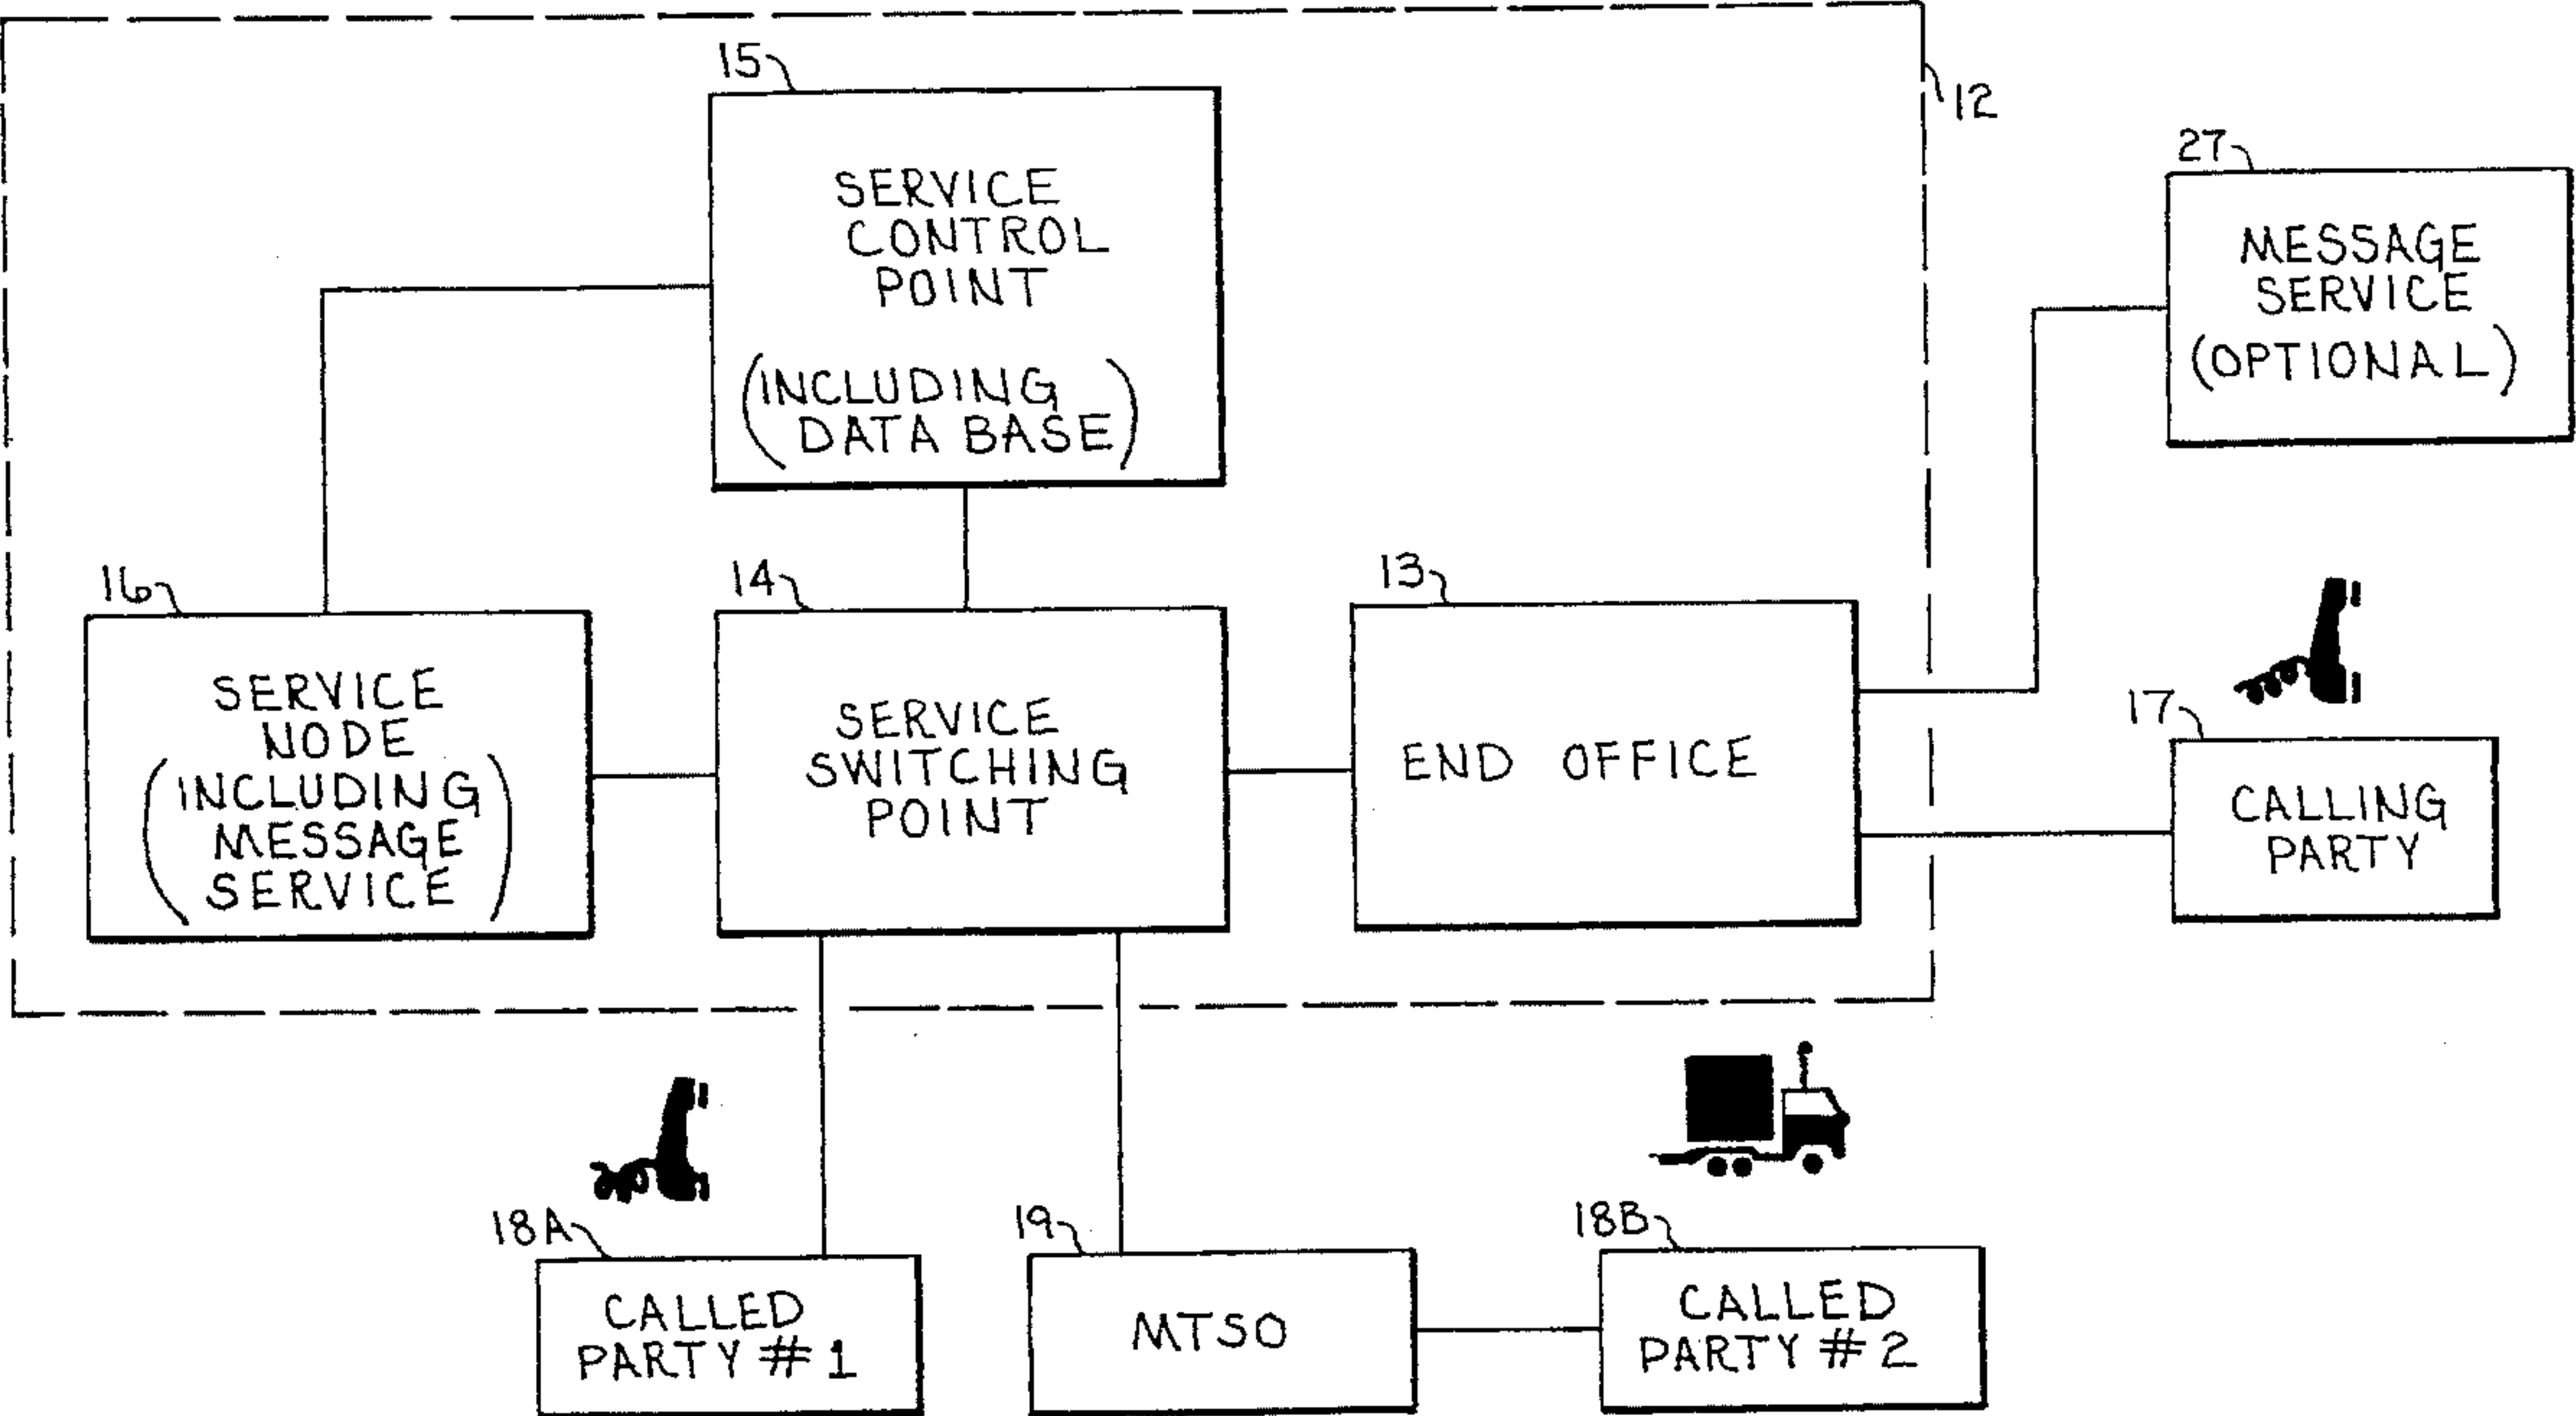 15
SERVICE
CONTROL
POINT
(INCLUDING
DATA BASE)
12
27
MESSAGE
SERVICE
(OPTIONAL)
16
SERVICE
NODE
(INCLUDING
MESSAGE
SERVICE)
14
SERVICE
SWITCHING
POINT
13
END OFFICE
17
CALLING
PARTY
18A
CALLED
PARTY #1
19
MTSO
18B
CALLED
PARTY #2